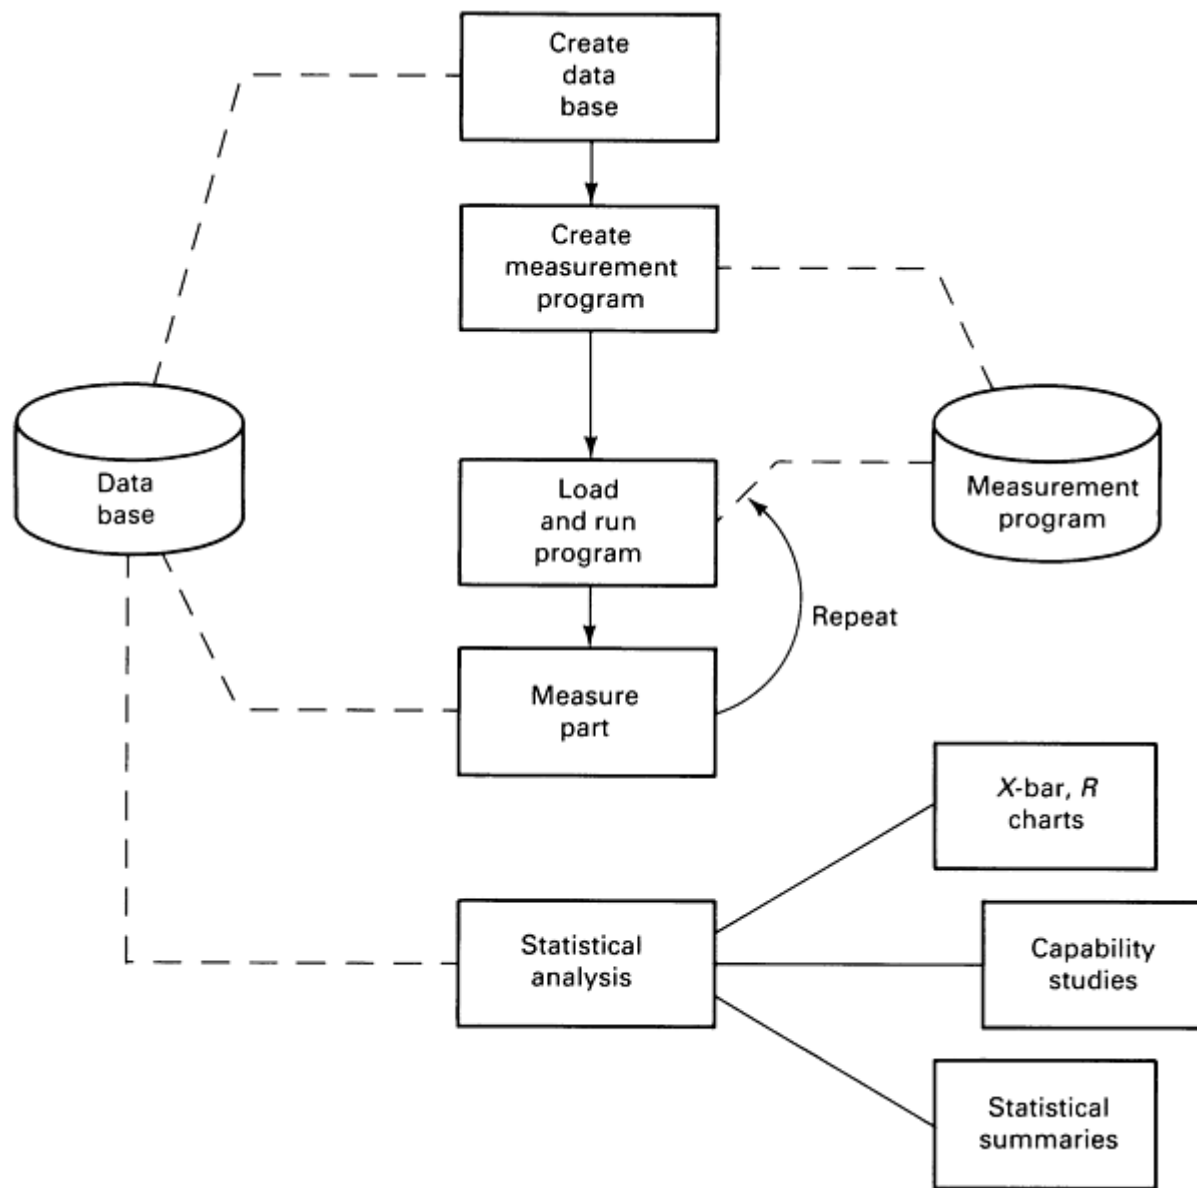 Create
data
base
Create
measurement
program
Data
base
Load
and run
program
Measurement
program
Repeat
Measure
part
X-bar, R
charts
Statistical
analysis
Capability
studies
Statistical
summaries